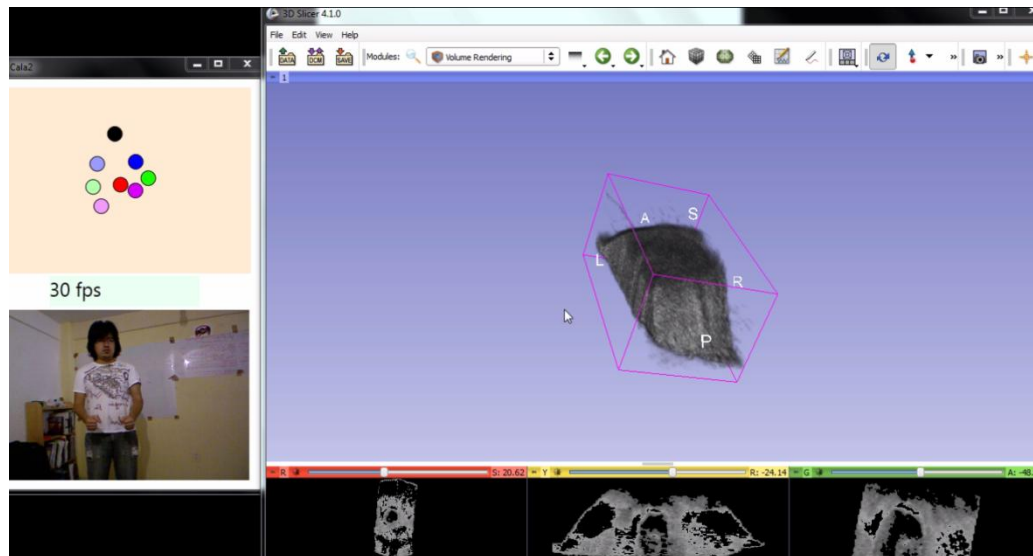 3D Slicer 4.1.0
File Edit View Help
DATA DCM SAVE Modules: Volume Rendering
1
Cala2
A
S
L
R
P
30 fps
R S: 20.62
Y R: -24.14
G A: -48.